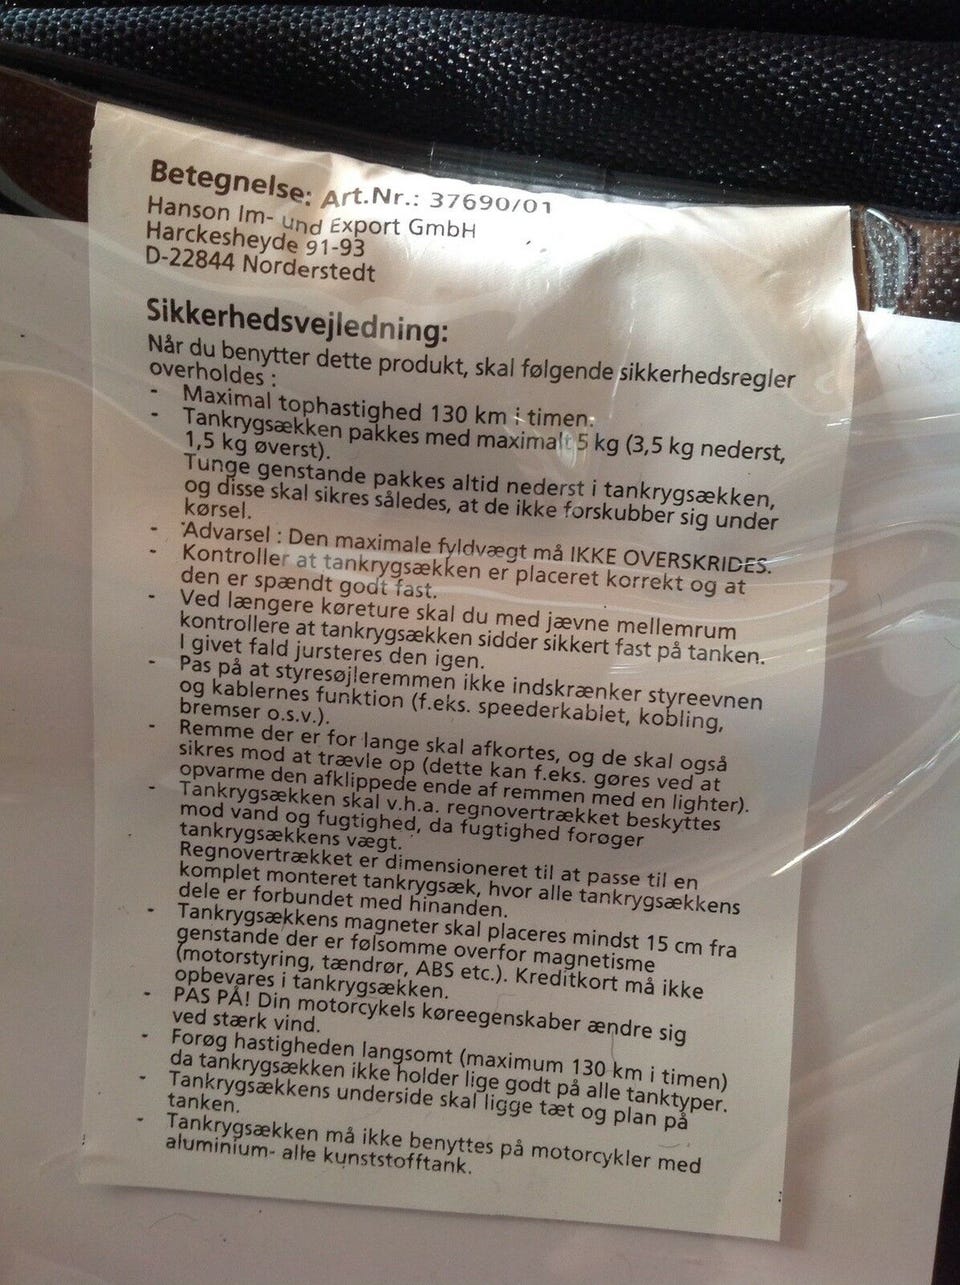 Betegnelse: Art.Nr.: 37690/01
Hanson Im- und Export GmbH
Harckesheyde 91-93
D-22844 Norderstedt
Sikkerhedsvejledning:
Når du benytter dette produkt, skal følgende sikkerhedsregler
overholdes :
- Maximal tophastighed 130 km i timen.
- Tankrygsækken pakkes med maximalt 5 kg (3,5 kg nederst,
1,5 kg øverst).
Tunge genstande pakkes altid nederst i tankrygsækken,
og disse skal sikres således, at de ikke forskubber sig under
kørsel.
- Advarsel : Den maximale fyldvægt må IKKE OVERSKRIDES.
- Kontroller at tankrygsækken er placeret korrekt og at
den er spændt godt fast.
- Ved længere køreture skal du med jævne mellemrum
kontrollere at tankrygsækken sidder sikkert fast på tanken.
I givet fald jursteres den igen.
- Pas på at styresøjleremmen ikke indskrænker styreevnen
og kablernes funktion (f.eks. speederkablet, kobling,
bremser o.s.v.).
- Remme der er for lange skal afkortes, og de skal også
sikres mod at trævle op (dette kan f.eks. gøres ved at
opvarme den afklippede ende af remmen med en lighter).
- Tankrygsækken skal v.h.a. regnovertrækket beskyttes
mod vand og fugtighed, da fugtighed forøger
tankrygsækkens vægt.
Regnovertrækket er dimensioneret til at passe til en
komplet monteret tankrygsæk, hvor alle tankrygsækkens
dele er forbundet med hinanden.
- Tankrygsækkens magneter skal placeres mindst 15 cm fra
genstande der er følsomme overfor magnetisme
(motorstyring, tændrør, ABS etc.). Kreditkort må ikke
opbevares i tankrygsækken.
- PAS PÅ! Din motorcykels køreegenskaber ændre sig
ved stærk vind.
- Forøg hastigheden langsomt (maximum 130 km i timen)
da tankrygsækken ikke holder lige godt på alle tanktyper.
- Tankrygsækkens underside skal ligge tæt og plan på
tanken.
- Tankrygsækken må ikke benyttes på motorcykler med
aluminium- alle kunststofftank.